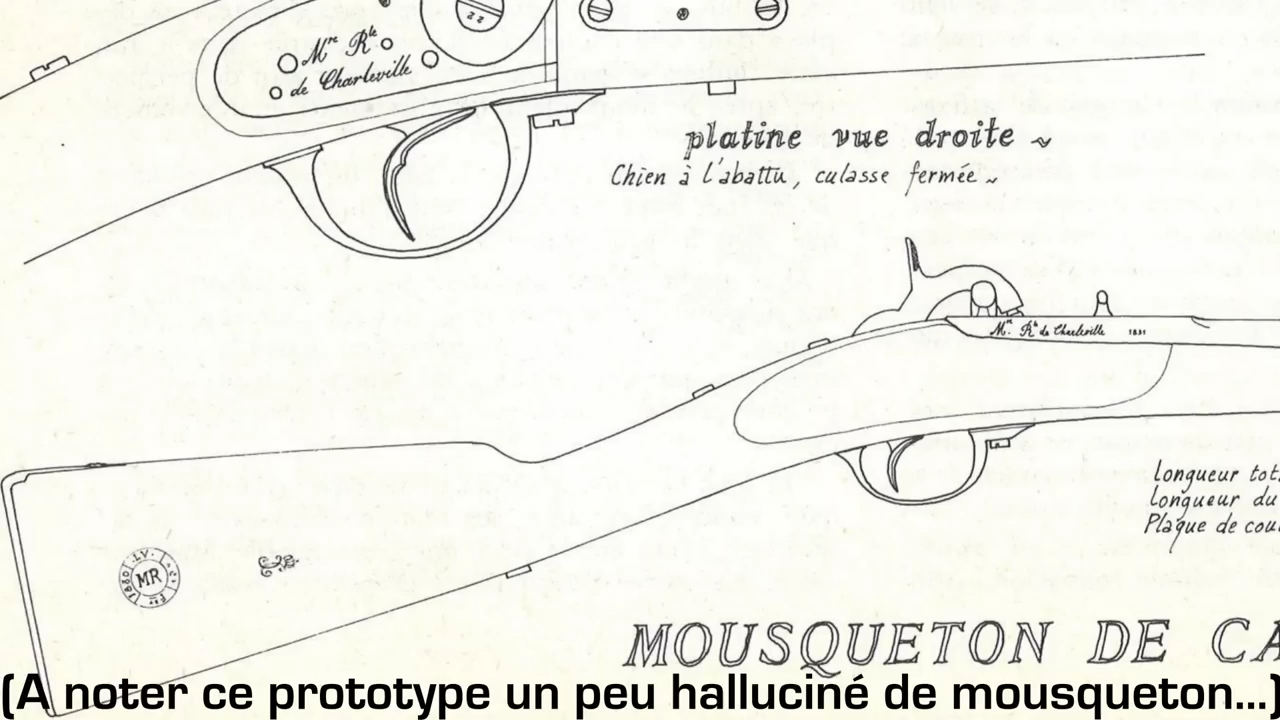 22
Mre Rle
de Charleville
platine vue droite ~
Chien à l'abattu, culasse fermée ~
Mre Rle de Charleville 1831
Longueur tot.
longueur du
Plaque de cou
MR
MOUSQUETON DE CA
(A noter ce prototype un peu halluciné de mousqueton...)